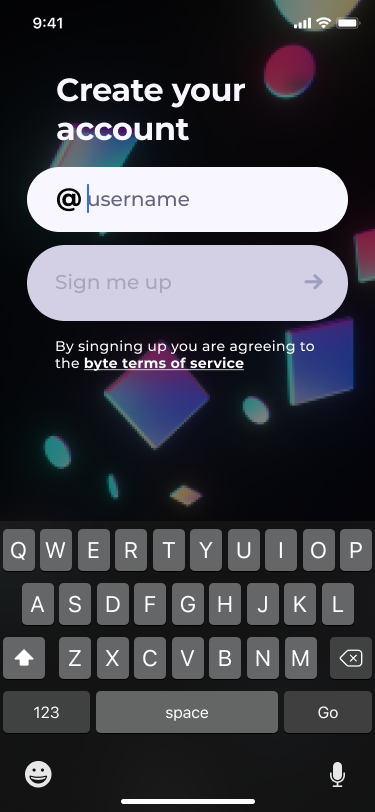 9:41
Create your
account
@ username
Sign me up
By singning up you are agreeing to
the byte terms of service
Q W E R T Y U I O P
A S D F G H J K L
Z X C V B N M
123 space Go